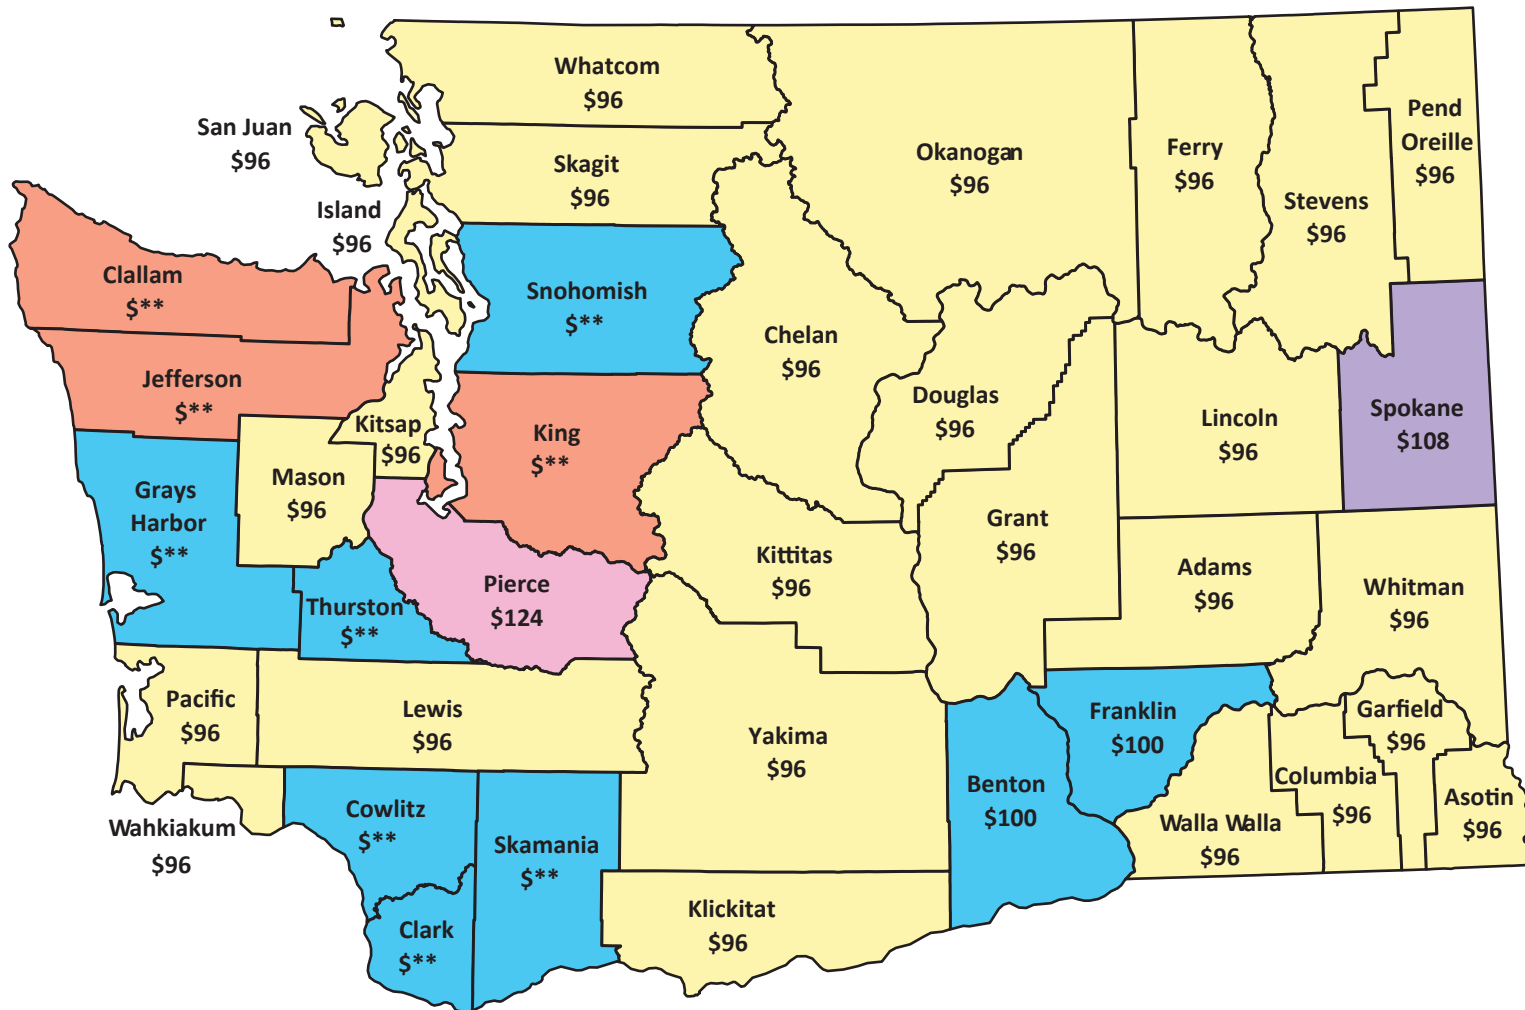 Whatcom
$96
San Juan
$96
Skagit
$96
Island
$96
Okanogan
$96
Ferry
$96
Stevens
$96
Pend
Oreille
$96
Clallam
$**
Snohomish
$**
Chelan
$96
Jefferson
$**
Kitsap
$96
King
$**
Douglas
$96
Lincoln
$96
Spokane
$108
Grays
Harbor
$**
Mason
$96
Grant
$96
Kittitas
$96
Adams
$96
Whitman
$96
Thurston
$**
Pierce
$124
Pacific
$96
Lewis
$96
Yakima
$96
Franklin
$100
Garfield
$96
Benton
$100
Columbia
$96
Asotin
$96
Walla Walla
$96
Wahkiakum
$96
Cowlitz
$**
Skamania
$**
Clark
$**
Klickitat
$96